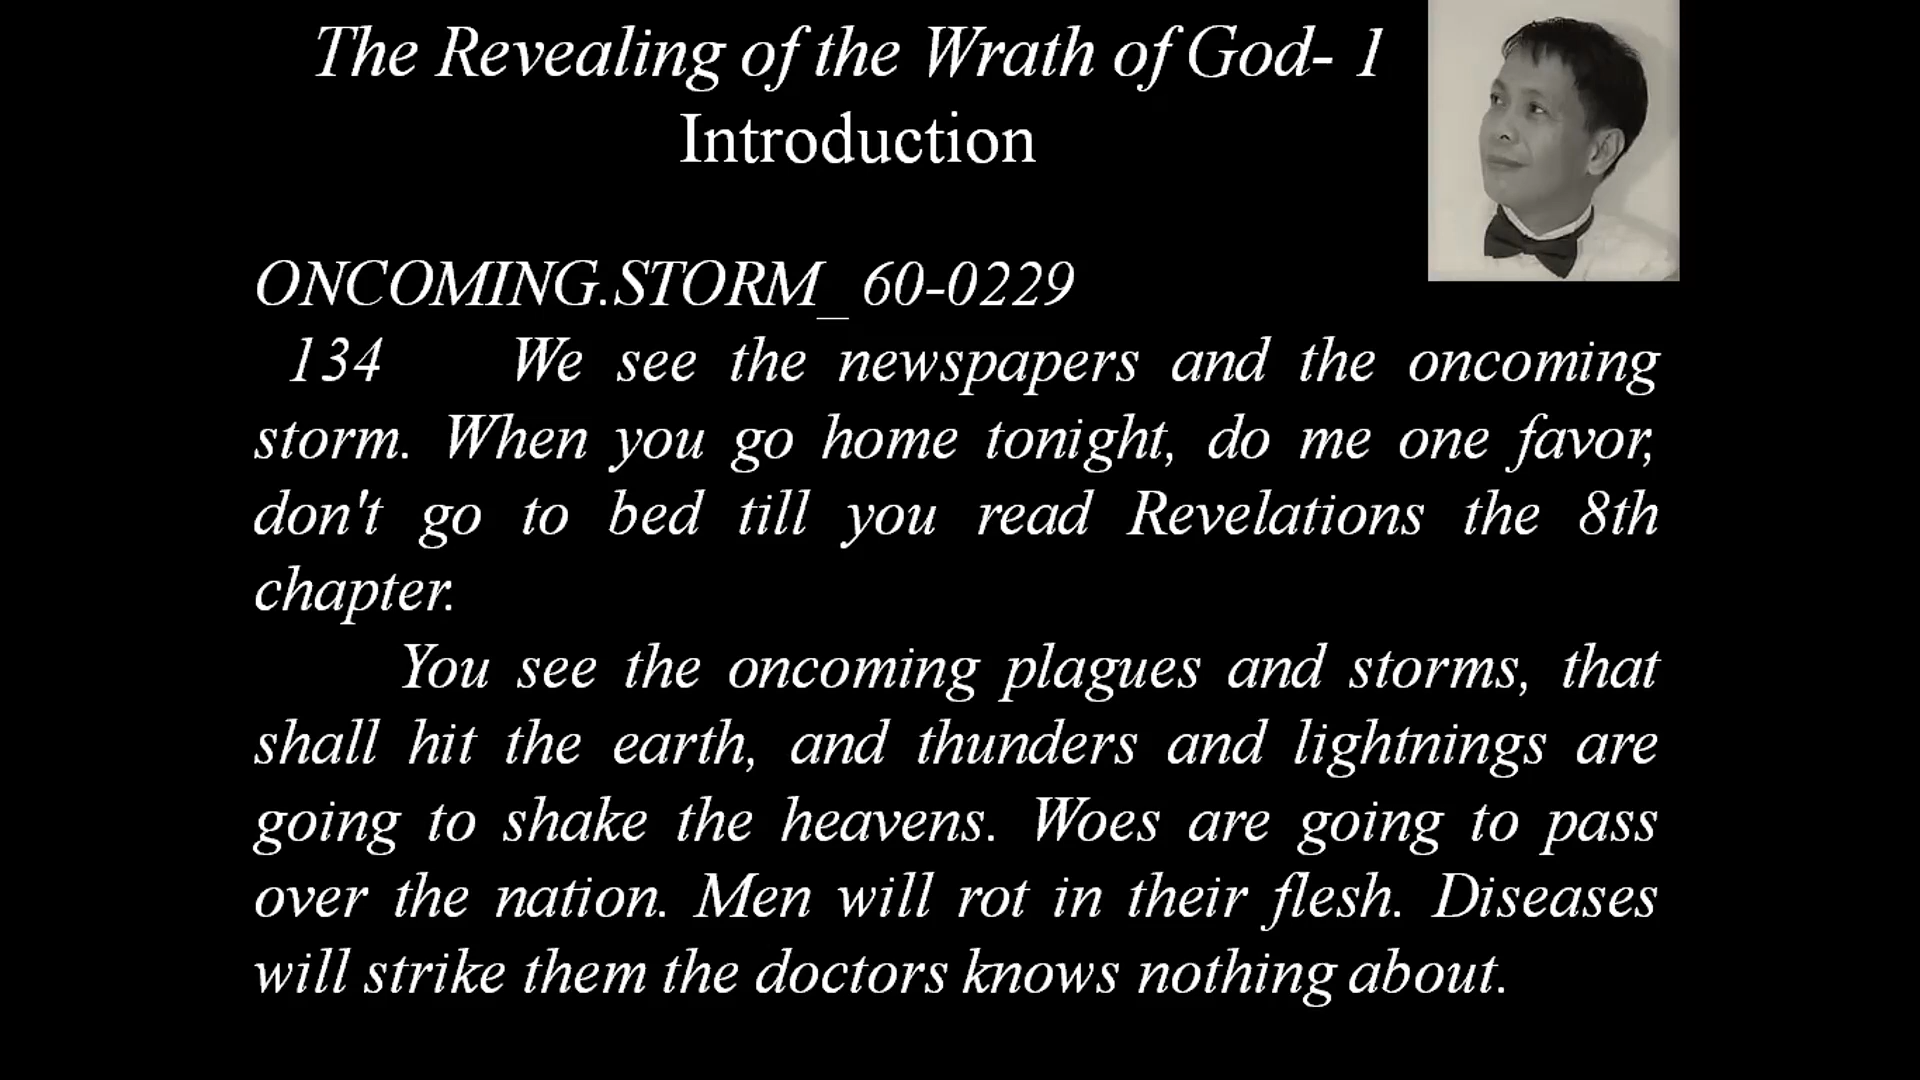 The Revealing of the Wrath of God- 1
Introduction
ONCOMING.STORM_ 60-0229
134 We see the newspapers and the oncoming
storm. When you go home tonight, do me one favor,
don't go to bed till you read Revelations the 8th
chapter.
You see the oncoming plagues and storms, that
shall hit the earth, and thunders and lightnings are
going to shake the heavens. Woes are going to pass
over the nation. Men will rot in their flesh. Diseases
will strike them the doctors knows nothing about.